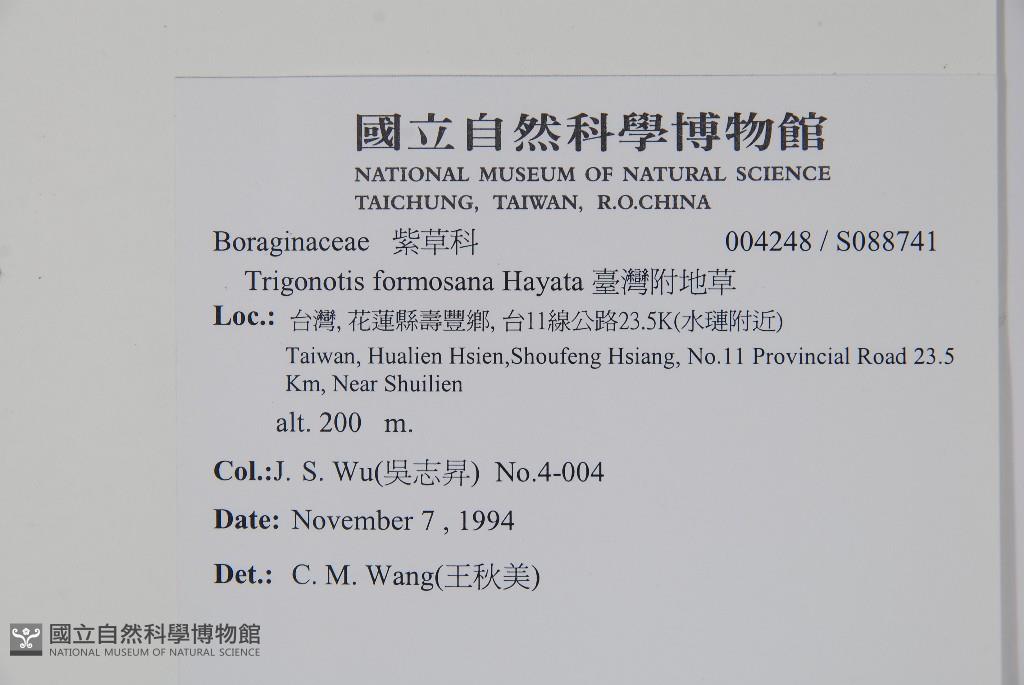 國立自然科學博物館
NATIONAL MUSEUM OF NATURAL SCIENCE
TAICHUNG, TAIWAN, R.O.CHINA
Boraginaceae 紫草科 004248 / S088741
Trigonotis formosana Hayata 臺灣附地草
Loc.: 台灣, 花蓮縣壽豐鄉, 台11線公路23.5K(水璉附近)
Taiwan, Hualien Hsien,Shoufeng Hsiang, No.11 Provincial Road 23.5
Km, Near Shuilien
alt. 200 m.
Col.:J. S. Wu(吳志昇) No.4-004
Date: November 7 , 1994
Det.: C. M. Wang(王秋美)
國立自然科學博物館
NATIONAL MUSEUM OF NATURAL SCIENCE